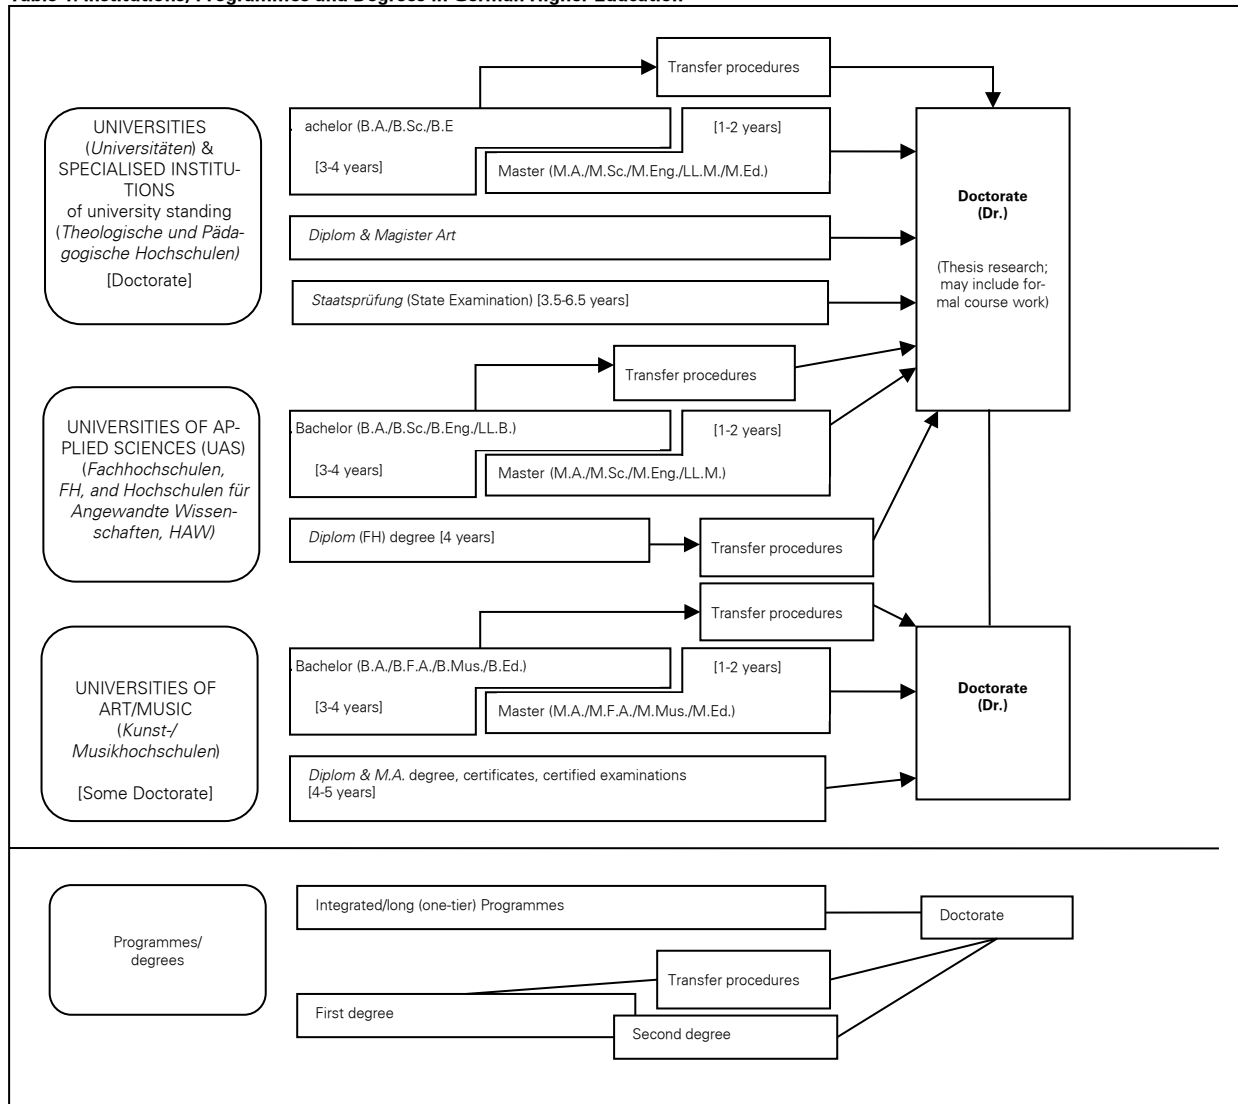 Table 1: Institutions, Programmes and Degrees in German Higher Education
Transfer procedures
UNIVERSITIES
(Universitäten) &
SPECIALISED INSTITU-
TIONS
of university standing
(Theologische und Päda-
gogische Hochschulen)
[Doctorate]
achelor (B.A./B.Sc./B.E
[3-4 years]
[1-2 years]
Master (M.A./M.Sc./M.Eng./LL.M./M.Ed.)
Diplom & Magister Art
Staatsprüfung (State Examination) [3.5-6.5 years]
Doctorate
(Dr.)
(Thesis research;
may include for-
mal course work)
Transfer procedures
UNIVERSITIES OF AP-
PLIED SCIENCES (UAS)
(Fachhochschulen,
FH, and Hochschulen für
Angewandte Wissen-
schaften, HAW)
Bachelor (B.A./B.Sc./B.Eng./LL.B.)
[3-4 years]
[1-2 years]
Master (M.A./M.Sc./M.Eng./LL.M.)
Diplom (FH) degree [4 years]
Transfer procedures
Transfer procedures
UNIVERSITIES OF
ART/MUSIC
(Kunst-/
Musikhochschulen)
[Some Doctorate]
Bachelor (B.A./B.F.A./B.Mus./B.Ed.)
[3-4 years]
[1-2 years]
Master (M.A./M.F.A./M.Mus./M.Ed.)
Diplom & M.A. degree, certificates, certified examinations
[4-5 years]
Doctorate
(Dr.)
Programmes/
degrees
Integrated/long (one-tier) Programmes
Doctorate
Transfer procedures
First degree
Second degree